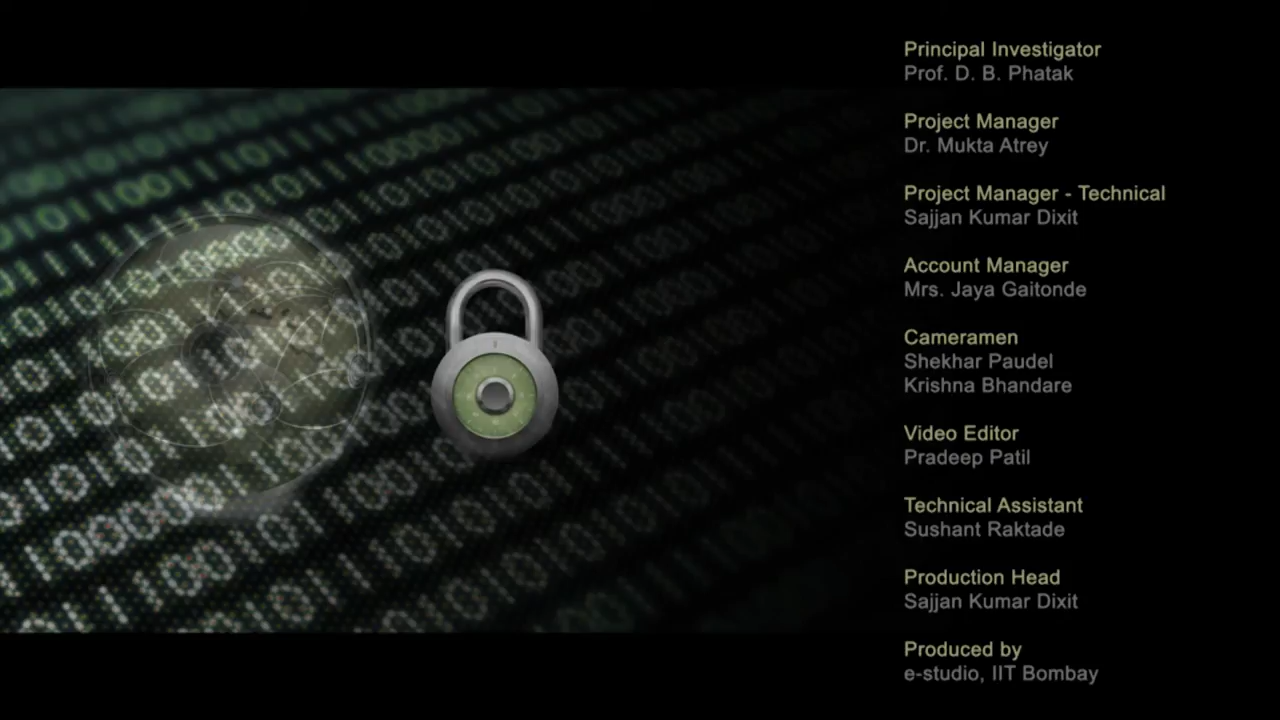 Principal Investigator
Prof. D. B. Phatak
Project Manager
Dr. Mukta Atrey
Project Manager - Technical
Sajjan Kumar Dixit
Account Manager
Mrs. Jaya Gaitonde
Cameramen
Shekhar Paudel
Krishna Bhandare
Video Editor
Pradeep Patil
Technical Assistant
Sushant Raktade
Production Head
Sajjan Kumar Dixit
Produced by
e-studio, IIT Bombay